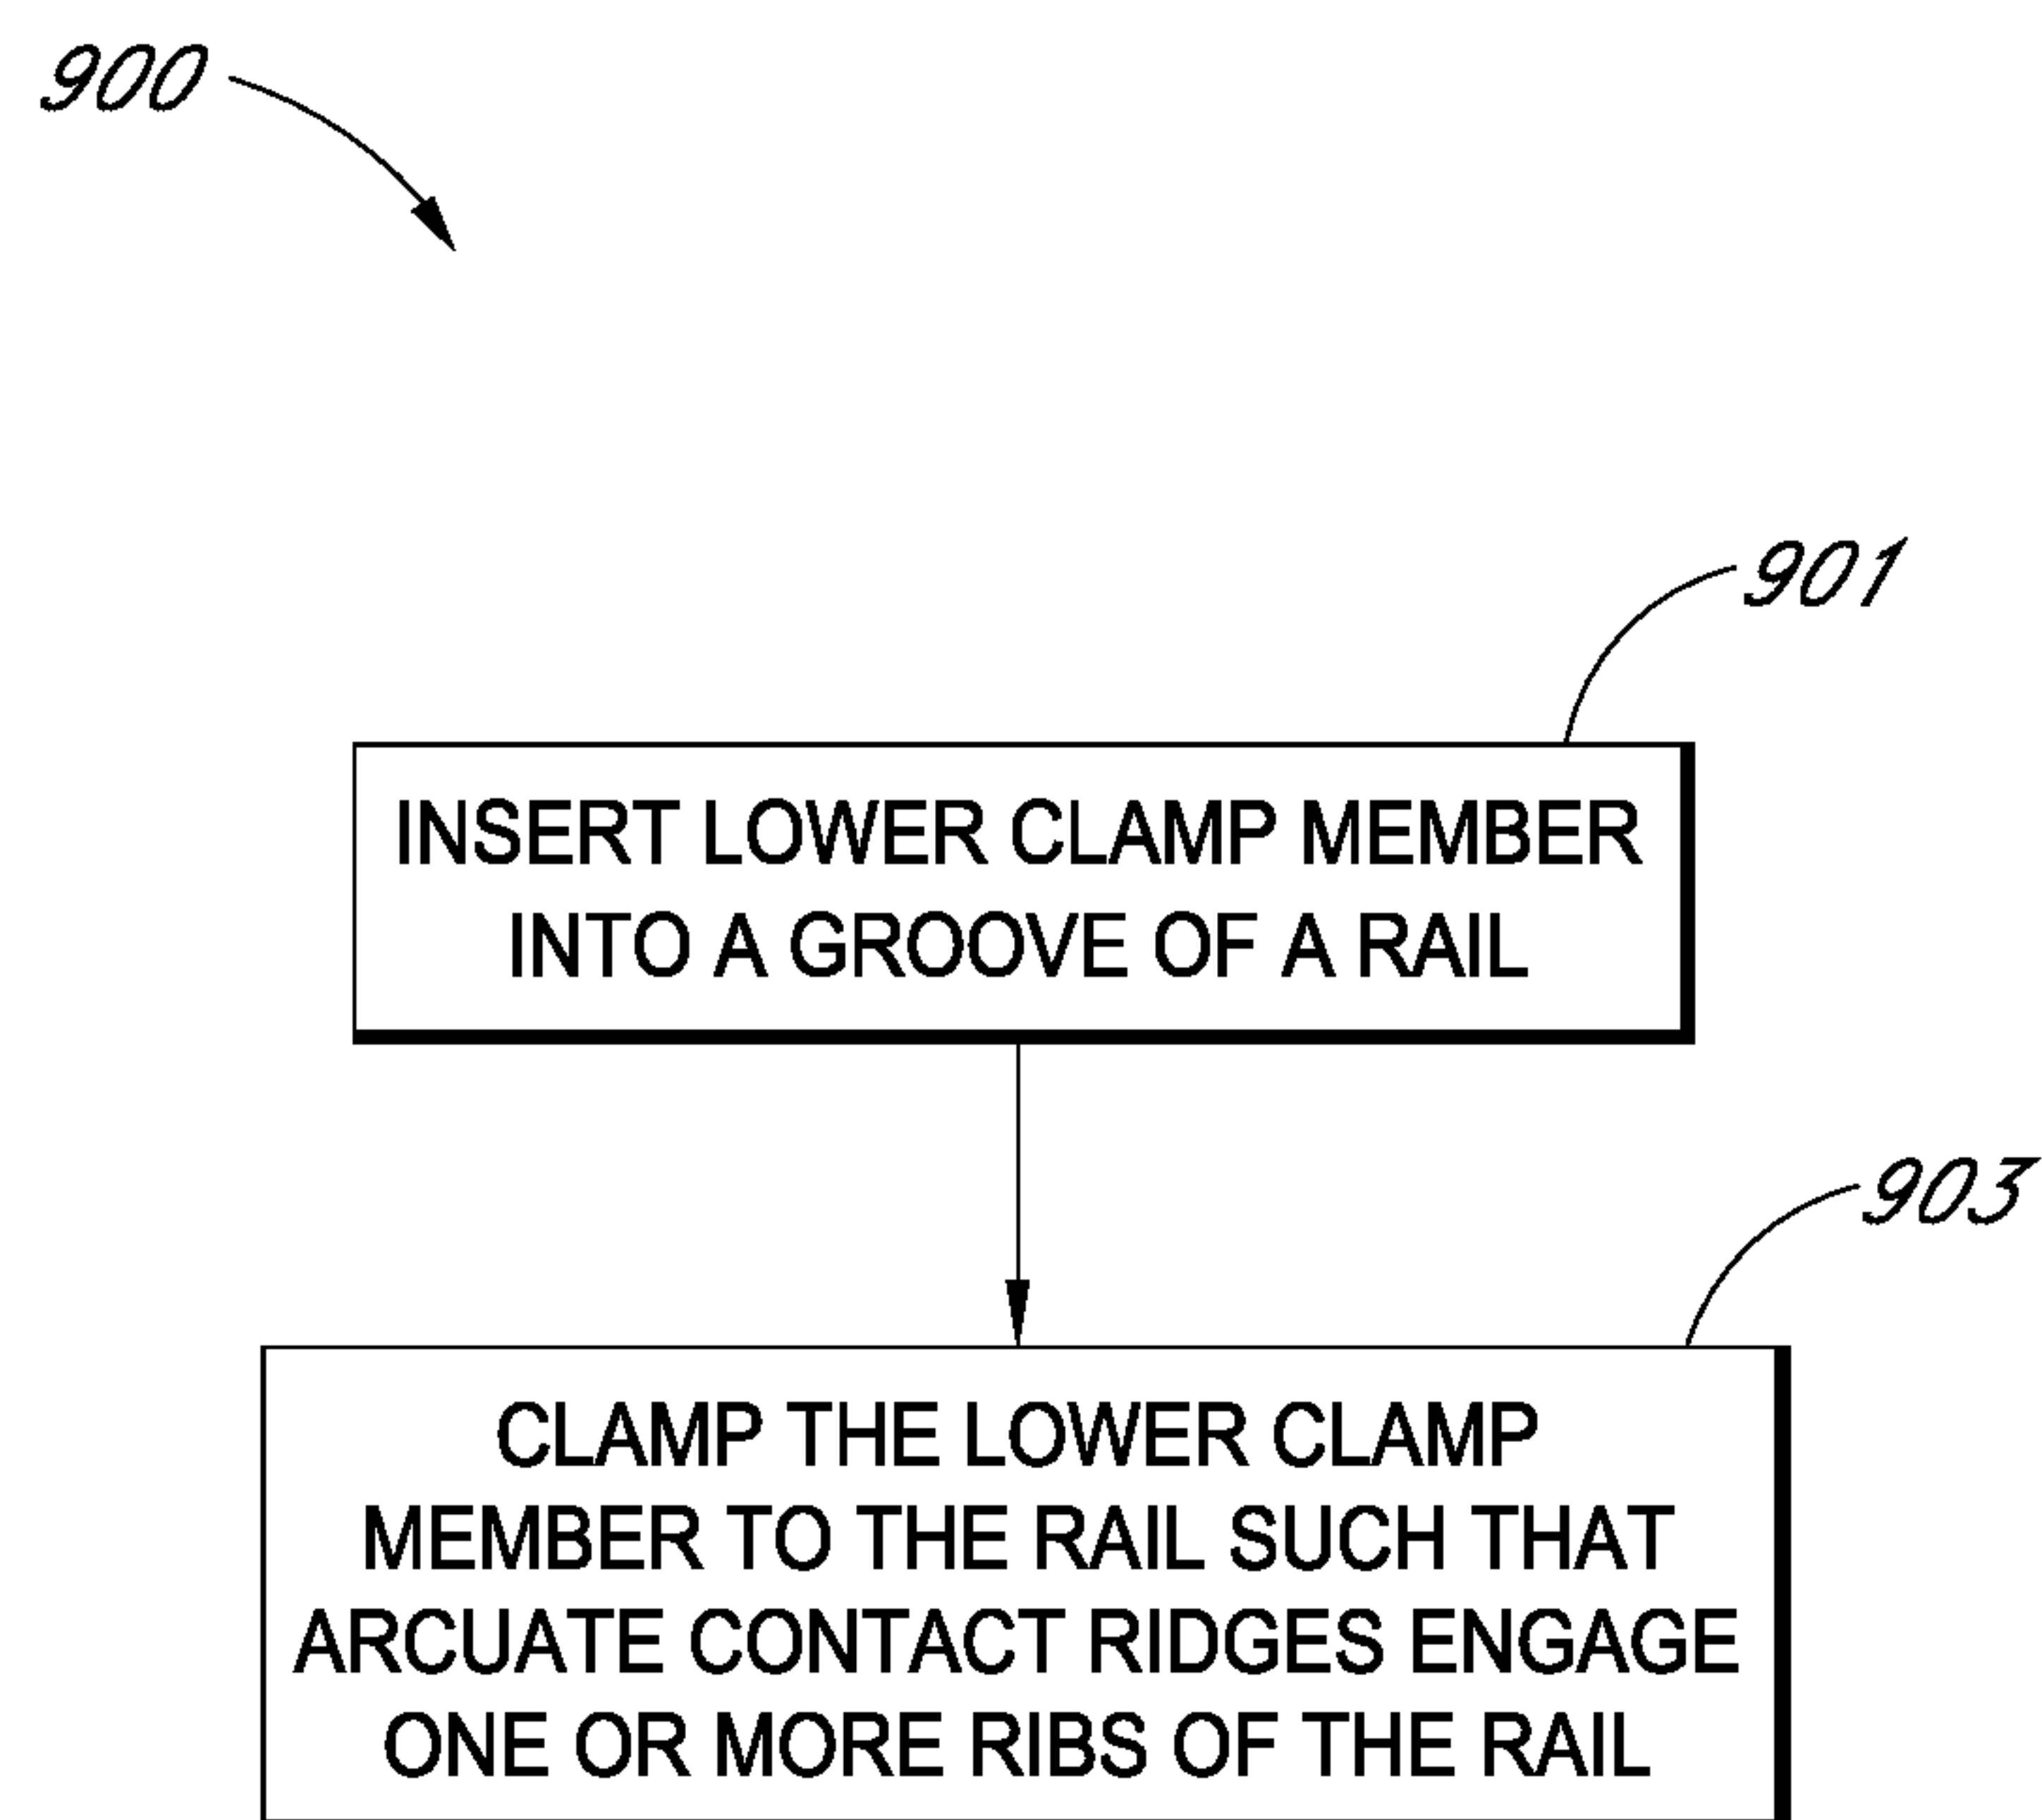 900
901
INSERT LOWER CLAMP MEMBER
INTO A GROOVE OF A RAIL
903
CLAMP THE LOWER CLAMP
MEMBER TO THE RAIL SUCH THAT
ARCUATE CONTACT RIDGES ENGAGE
ONE OR MORE RIBS OF THE RAIL